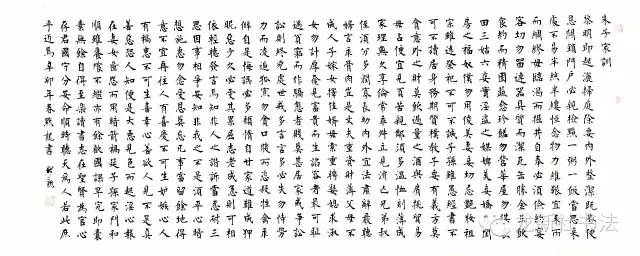 朱子家訓
黎明即起灑掃庭除要內外整潔既昏便
息關鎖門戶必親檢點一粥一飯當思來
處不易半絲半縷恒念物力維艱宜未雨
而綢繆毋臨渴而掘井自奉必須儉約宴
客切勿留連器具質而潔瓦缶勝金玉飲
食約而精園蔬愈珍饈勿營華屋勿謀良
田三姑六婆實淫盜之媒婢美妾嬌非閨
房之福奴僕勿用俊美妻妾切忌艷妝祖
宗雖遠祭祀不可不誠子孫雖愚經書不
可不讀居身務期質樸教子要有義方莫
貪意外之財莫飲過量之酒與肩挑貿易
毋占便宜見貧苦親鄰須多溫恤刻薄成
家理無久享倫常乖舛立見消亡兄弟叔
侄須分多潤寡長幼內外宜法肅辭嚴聽
婦言乖骨肉豈是丈夫重資財薄父母不
成人子嫁女擇佳婿毋索重聘娶媳求淑
女勿計厚奩見富貴而生諂容者最可恥
遇貧窮而作驕態者賤莫甚居家戒爭訟
訟則終凶處世戒多言言多必失勿恃勢
力而凌逼孤寡勿貪口腹而恣殺牲禽乖
僻自是悔誤必多頹惰自甘家道難成狎
昵惡少久必受其累屈志老成急則可相
依輕聽發言安知非人之譖訴當忍耐三
思因事相爭安知非我之不是須平心暗
想施惠勿念受恩莫忘凡事當留餘地得
意不宜再往人有喜慶不可生妒嫉心人
有禍患不可生喜幸心善欲人見不是真
善惡恐人知便是大惡見色而起淫心報
在妻女匿怨而用暗箭禍延子孫家門和
順雖饔飧不繼亦有餘歡國課早完即囊
橐無餘自得至樂讀書志在聖賢為官心
存君國守分安命順時聽天為人若此庶
乎近焉辛卯年春熙龍書